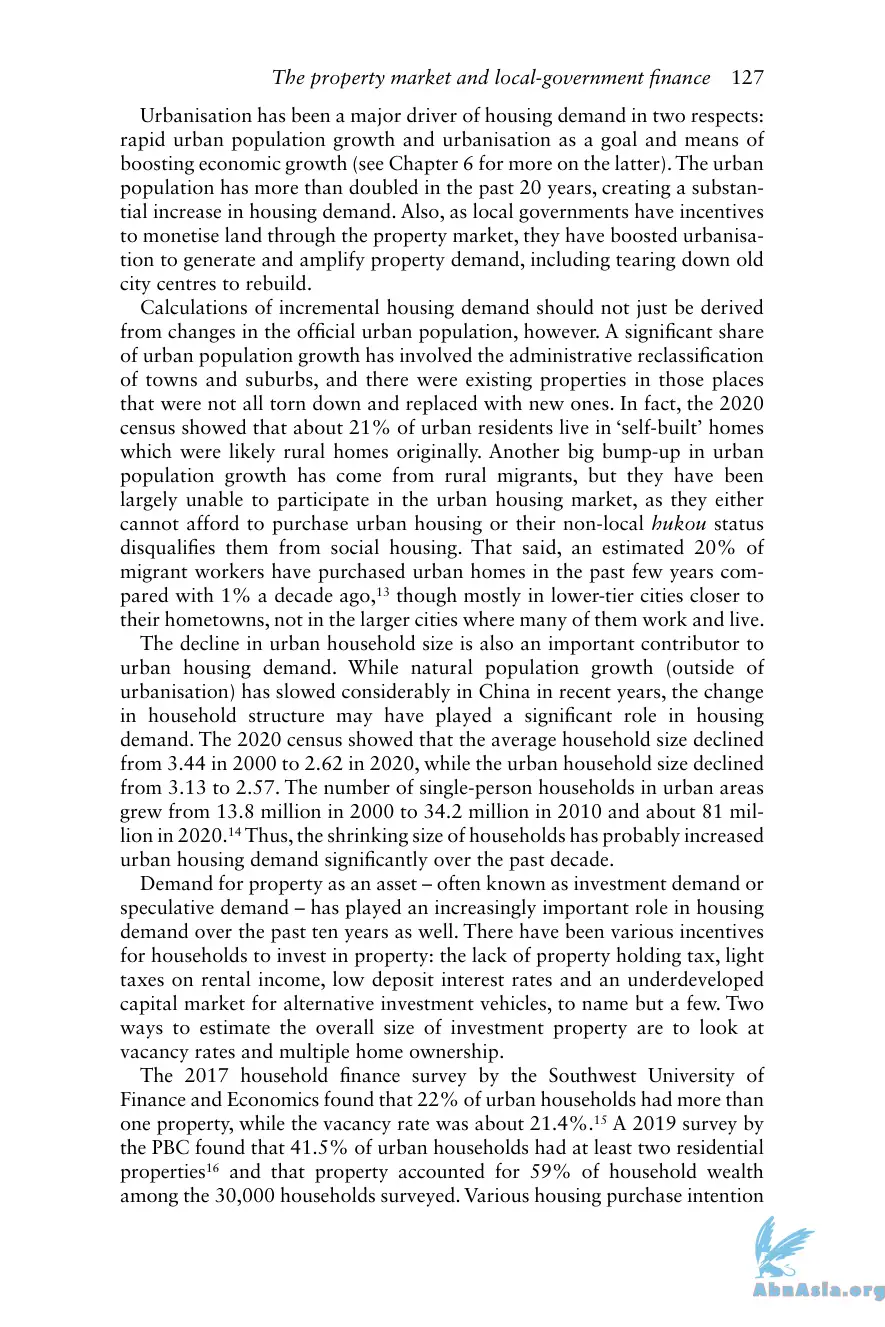 The property market and local-government finance 127
Urbanisation has been a major driver of housing demand in two respects:
rapid urban population growth and urbanisation as a goal and means of
boosting economic growth (see Chapter 6 for more on the latter). The urban
population has more than doubled in the past 20 years, creating a substan-
tial increase in housing demand. Also, as local governments have incentives
to monetise land through the property market, they have boosted urbanisa-
tion to generate and amplify property demand, including tearing down old
city centres to rebuild.
Calculations of incremental housing demand should not just be derived
from changes in the official urban population, however. A significant share
of urban population growth has involved the administrative reclassification
of towns and suburbs, and there were existing properties in those places
that were not all torn down and replaced with new ones. In fact, the 2020
census showed that about 21% of urban residents live in ‘self-built’ homes
which were likely rural homes originally. Another big bump-up in urban
population growth has come from rural migrants, but they have been
largely unable to participate in the urban housing market, as they either
cannot afford to purchase urban housing or their non-local hukou status
disqualifies them from social housing. That said, an estimated 20% of
migrant workers have purchased urban homes in the past few years com-
pared with 1% a decade ago,¹³ though mostly in lower-tier cities closer to
their hometowns, not in the larger cities where many of them work and live.
The decline in urban household size is also an important contributor to
urban housing demand. While natural population growth (outside of
urbanisation) has slowed considerably in China in recent years, the change
in household structure may have played a significant role in housing
demand. The 2020 census showed that the average household size declined
from 3.44 in 2000 to 2.62 in 2020, while the urban household size declined
from 3.13 to 2.57. The number of single-person households in urban areas
grew from 13.8 million in 2000 to 34.2 million in 2010 and about 81 mil-
lion in 2020.¹⁴ Thus, the shrinking size of households has probably increased
urban housing demand significantly over the past decade.
Demand for property as an asset – often known as investment demand or
speculative demand – has played an increasingly important role in housing
demand over the past ten years as well. There have been various incentives
for households to invest in property: the lack of property holding tax, light
taxes on rental income, low deposit interest rates and an underdeveloped
capital market for alternative investment vehicles, to name but a few. Two
ways to estimate the overall size of investment property are to look at
vacancy rates and multiple home ownership.
The 2017 household finance survey by the Southwest University of
Finance and Economics found that 22% of urban households had more than
one property, while the vacancy rate was about 21.4%.¹⁵ A 2019 survey by
the PBC found that 41.5% of urban households had at least two residential
properties¹⁶ and that property accounted for 59% of household wealth
among the 30,000 households surveyed. Various housing purchase intention
AbnAsia.org